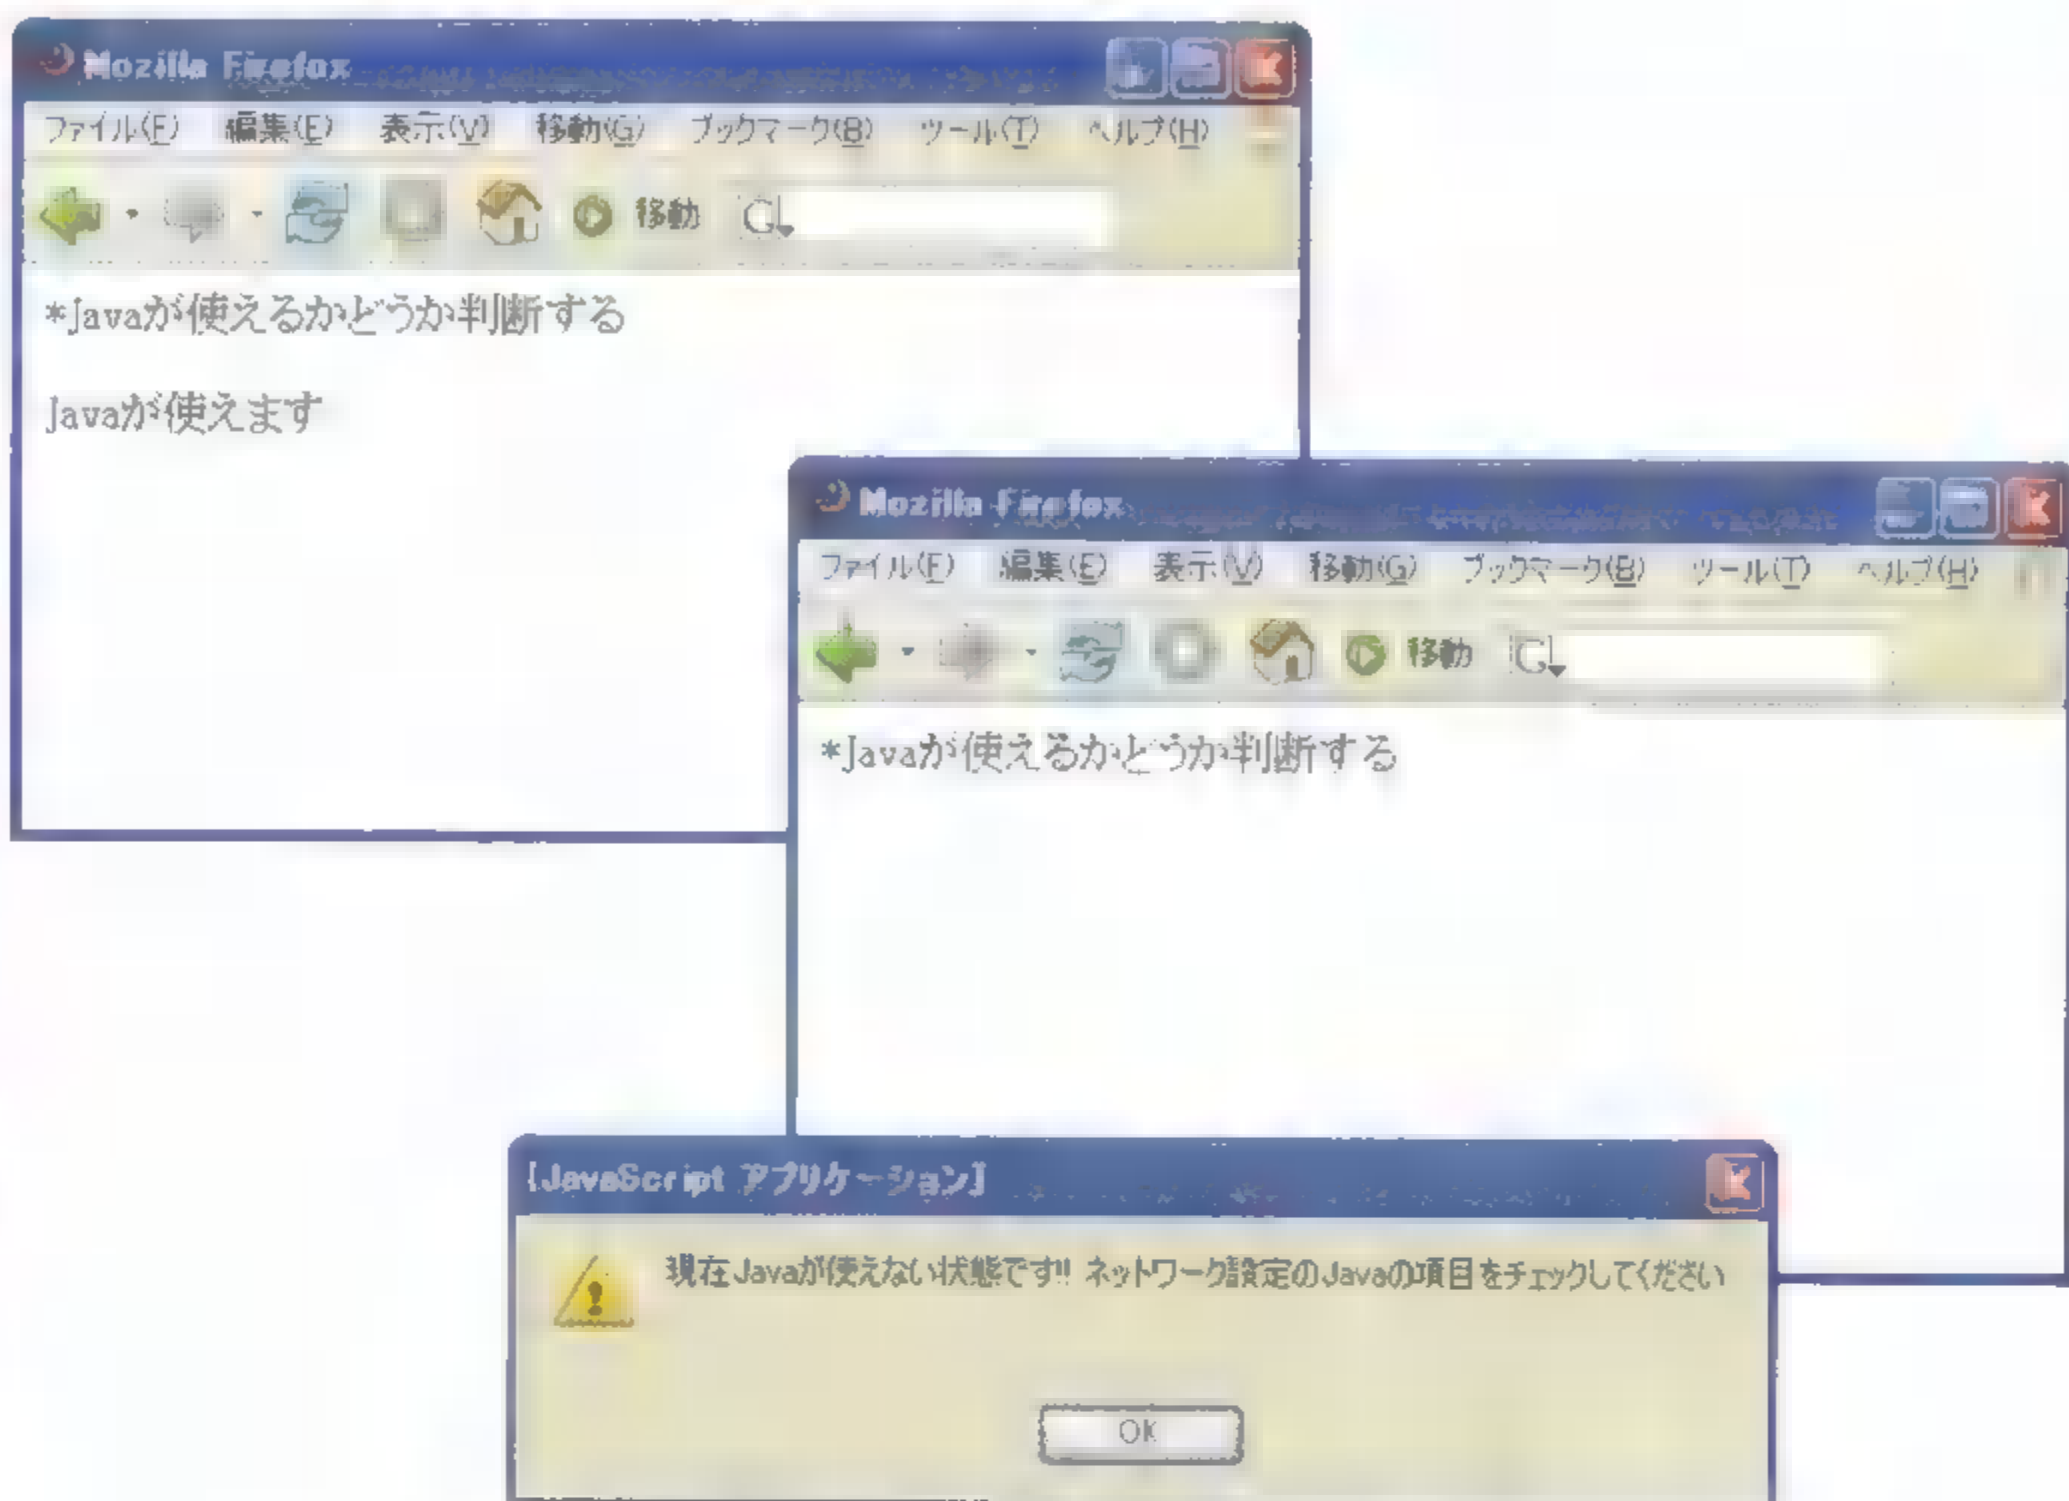 Mozilla Firefox
ファイル(F) 編集(E) 表示(V) 移動(G) ブックマーク(B) ツール(T) ヘルプ(H)
移動 G
*Javaが使えるかどうか判断する
Javaが使えます
Mozilla Firefox
ファイル(F) 編集(E) 表示(V) 移動(G) ブックマーク(B) ツール(T) ヘルプ(H)
移動 G
*Javaが使えるかどうか判断する
[JavaScript アプリケーション]
現在Javaが使えない状態です!! ネットワーク設定のJavaの項目をチェックしてください
OK